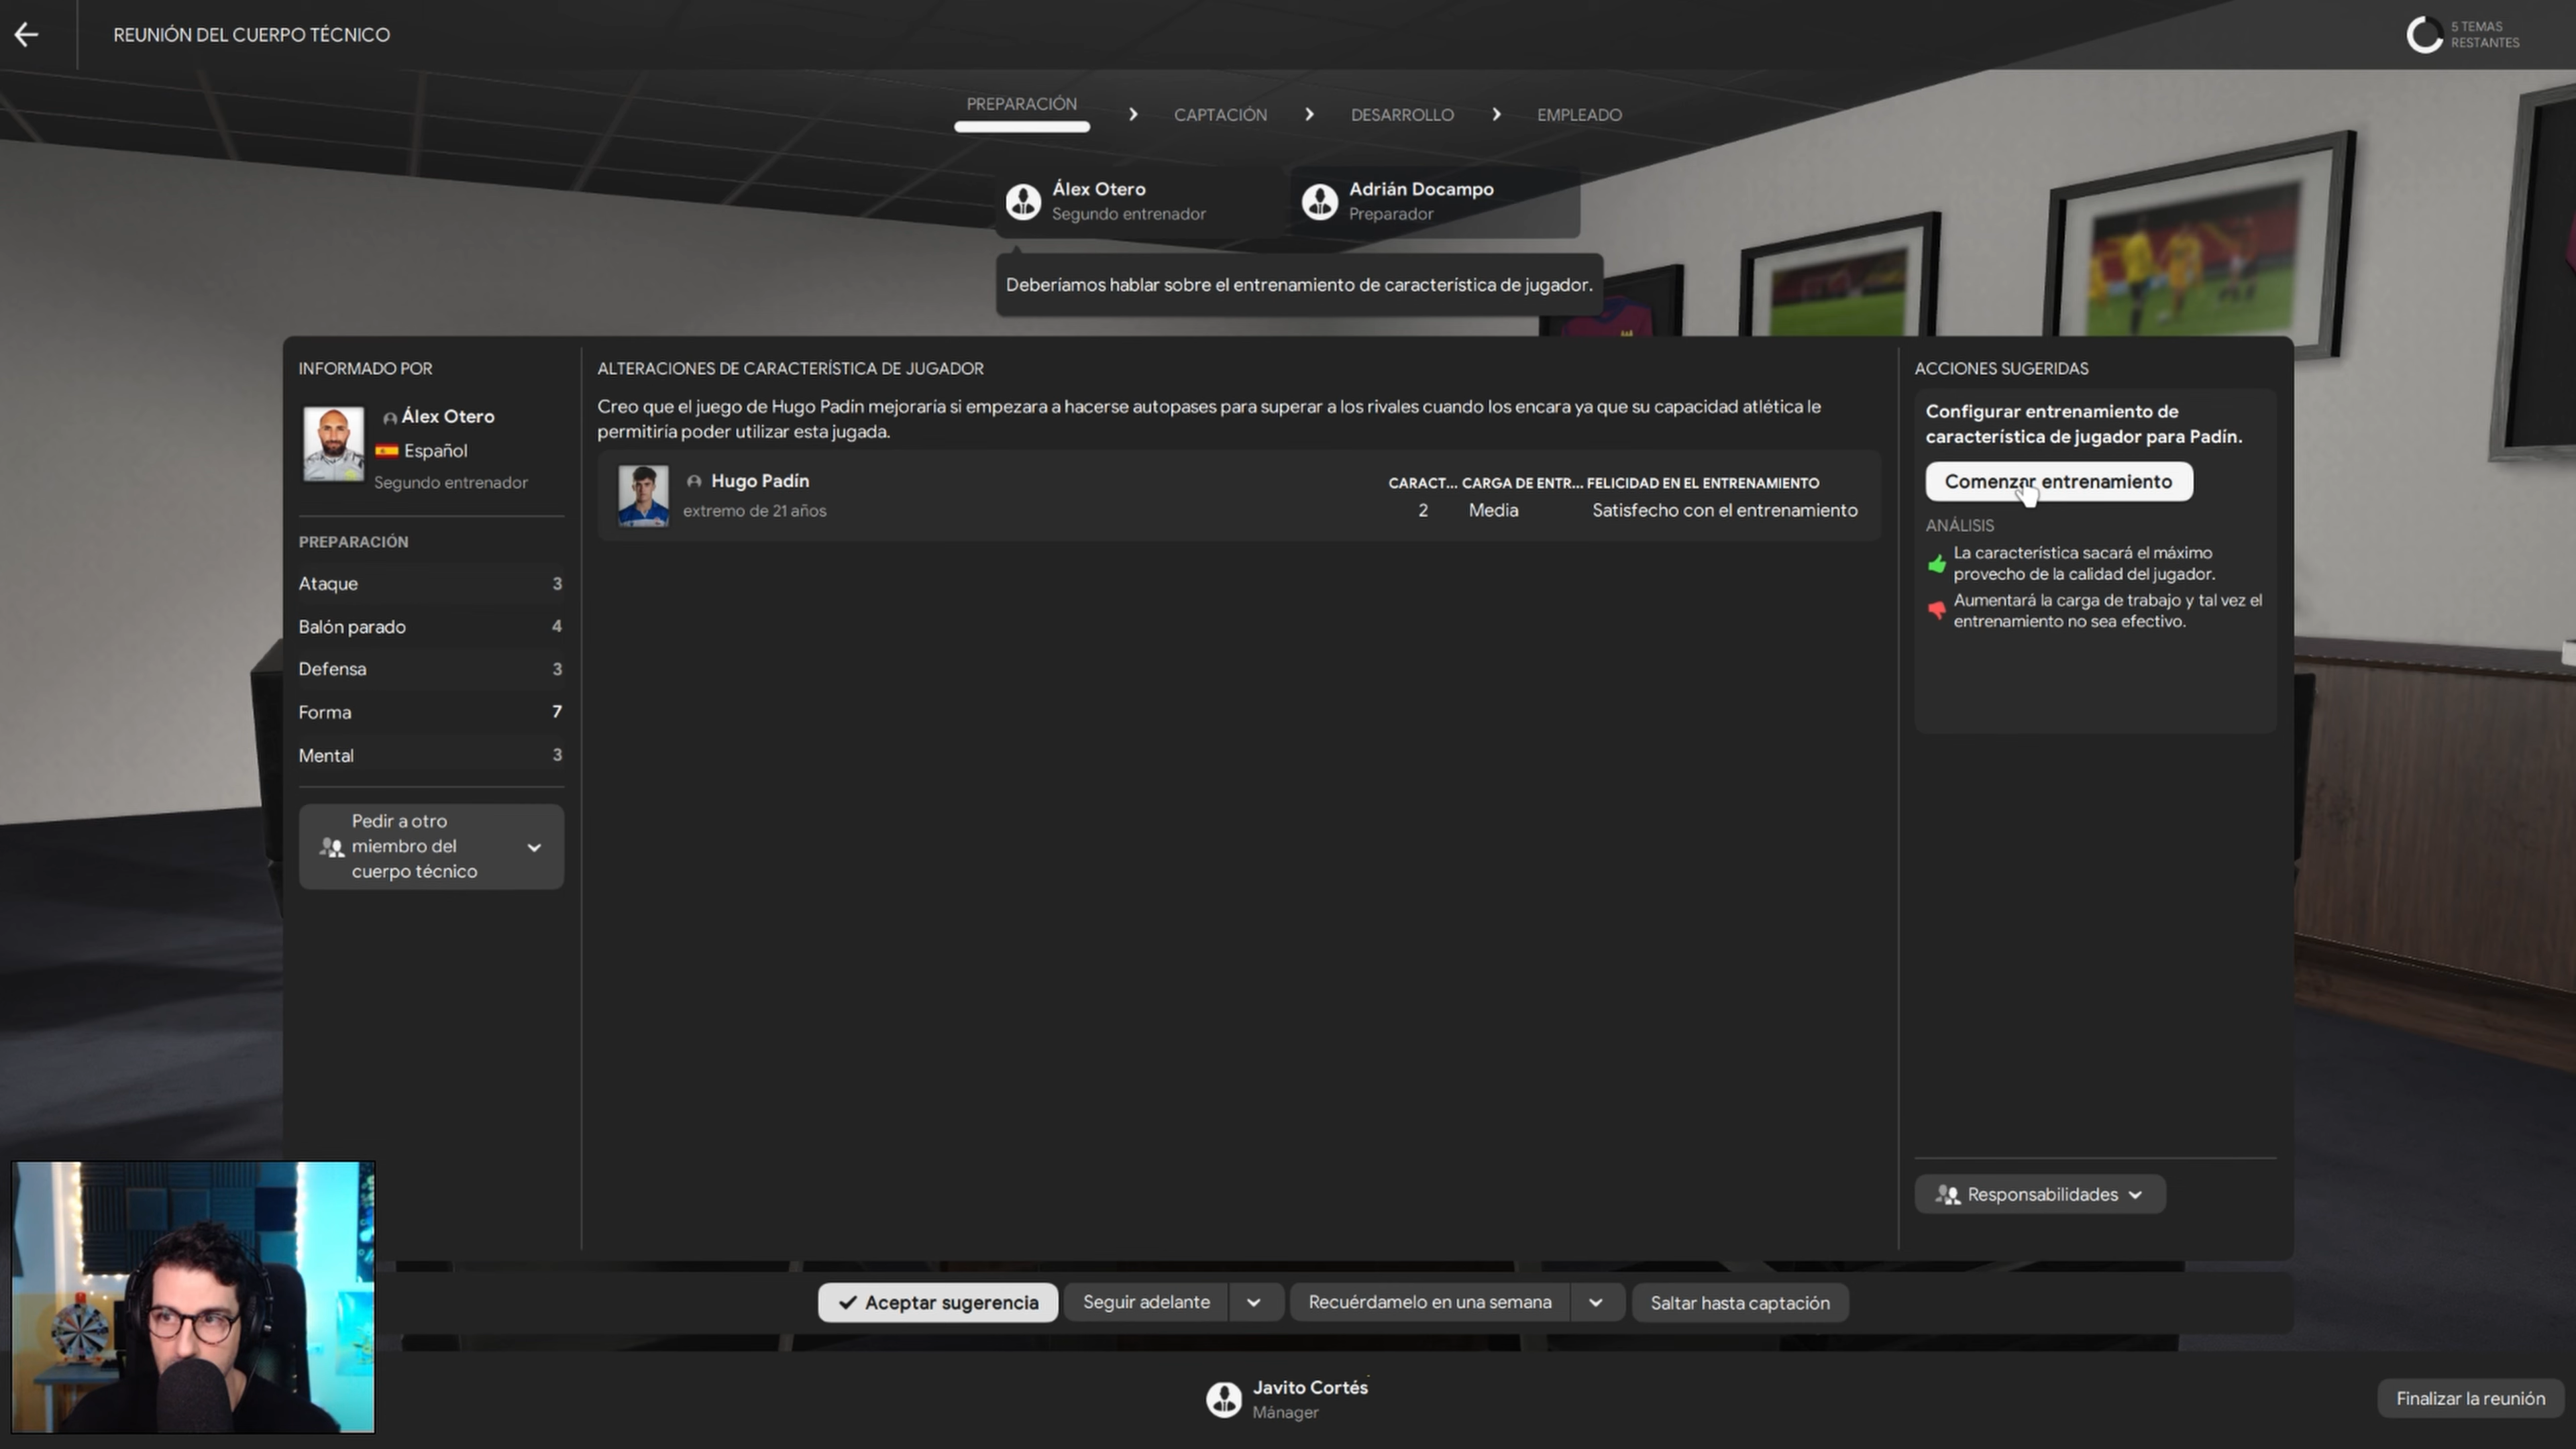 REUNIÓN DEL CUERPO TÉCNICO
5 TEMAS
RESTANTES
PREPARACIÓN
CAPTACIÓN
DESARROLLO
EMPLEADO
Álex Otero
Segundo entrenador
Adrián Docampo
Preparador
Deberíamos hablar sobre el entrenamiento de característica de jugador.
INFORMADO POR
Álex Otero
Español
Segundo entrenador
PREPARACIÓN
Ataque 3
Balón parado 4
Defensa 3
Forma 7
Mental 3
Pedir a otro
miembro del
cuerpo técnico
ALTERACIONES DE CARACTERÍSTICA DE JUGADOR
Creo que el juego de Hugo Padín mejoraría si empezara a hacerse autopases para superar a los rivales cuando los encara ya que su capacidad atlética le
permitiría poder utilizar esta jugada.
Hugo Padín
extremo de 21 años
CARACT... CARGA DE ENTR... FELICIDAD EN EL ENTRENAMIENTO
2 Media Satisfecho con el entrenamiento
ACCIONES SUGERIDAS
Configurar entrenamiento de
característica de jugador para Padín.
Comenzar entrenamiento
ANÁLISIS
La característica sacará el máximo
provecho de la calidad del jugador.
Aumentará la carga de trabajo y tal vez el
entrenamiento no sea efectivo.
Responsabilidades
Aceptar sugerencia
Seguir adelante
Recuérdamelo en una semana
Saltar hasta captación
Javito Cortés
Mánager
Finalizar la reunión